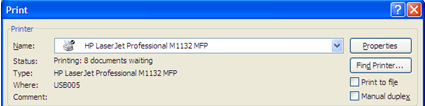 Print
Printer
Name: HP LaserJet Professional M1132 MFP Properties
Status: Printing: 8 documents waiting Find Printer...
Type: HP LaserJet Professional M1132 MFP
Where: USB005 Print to file
Comment: Manual duplex